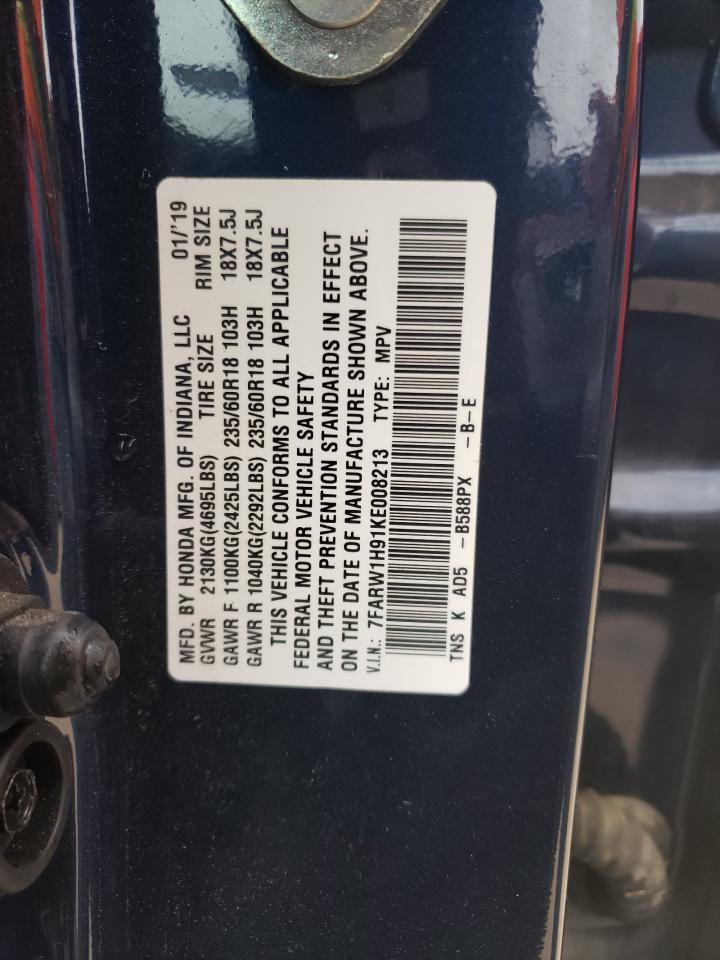 MFD. BY HONDA MFG. OF INDIANA, LLC 01/'19
GVWR 2130KG(4695LBS) TIRE SIZE RIM SIZE
GAWR F 1100KG(2425LBS) 235/60R18 103H 18X7.5J
GAWR R 1040KG(2292LBS) 235/60R18 103H 18X7.5J
THIS VEHICLE CONFORMS TO ALL APPLICABLE
FEDERAL MOTOR VEHICLE SAFETY
AND THEFT PREVENTION STANDARDS IN EFFECT
ON THE DATE OF MANUFACTURE SHOWN ABOVE.
V.I.N.: 7FARW1H91KE008213 TYPE: MPV
TNS K AD5 -B588PX -B-E